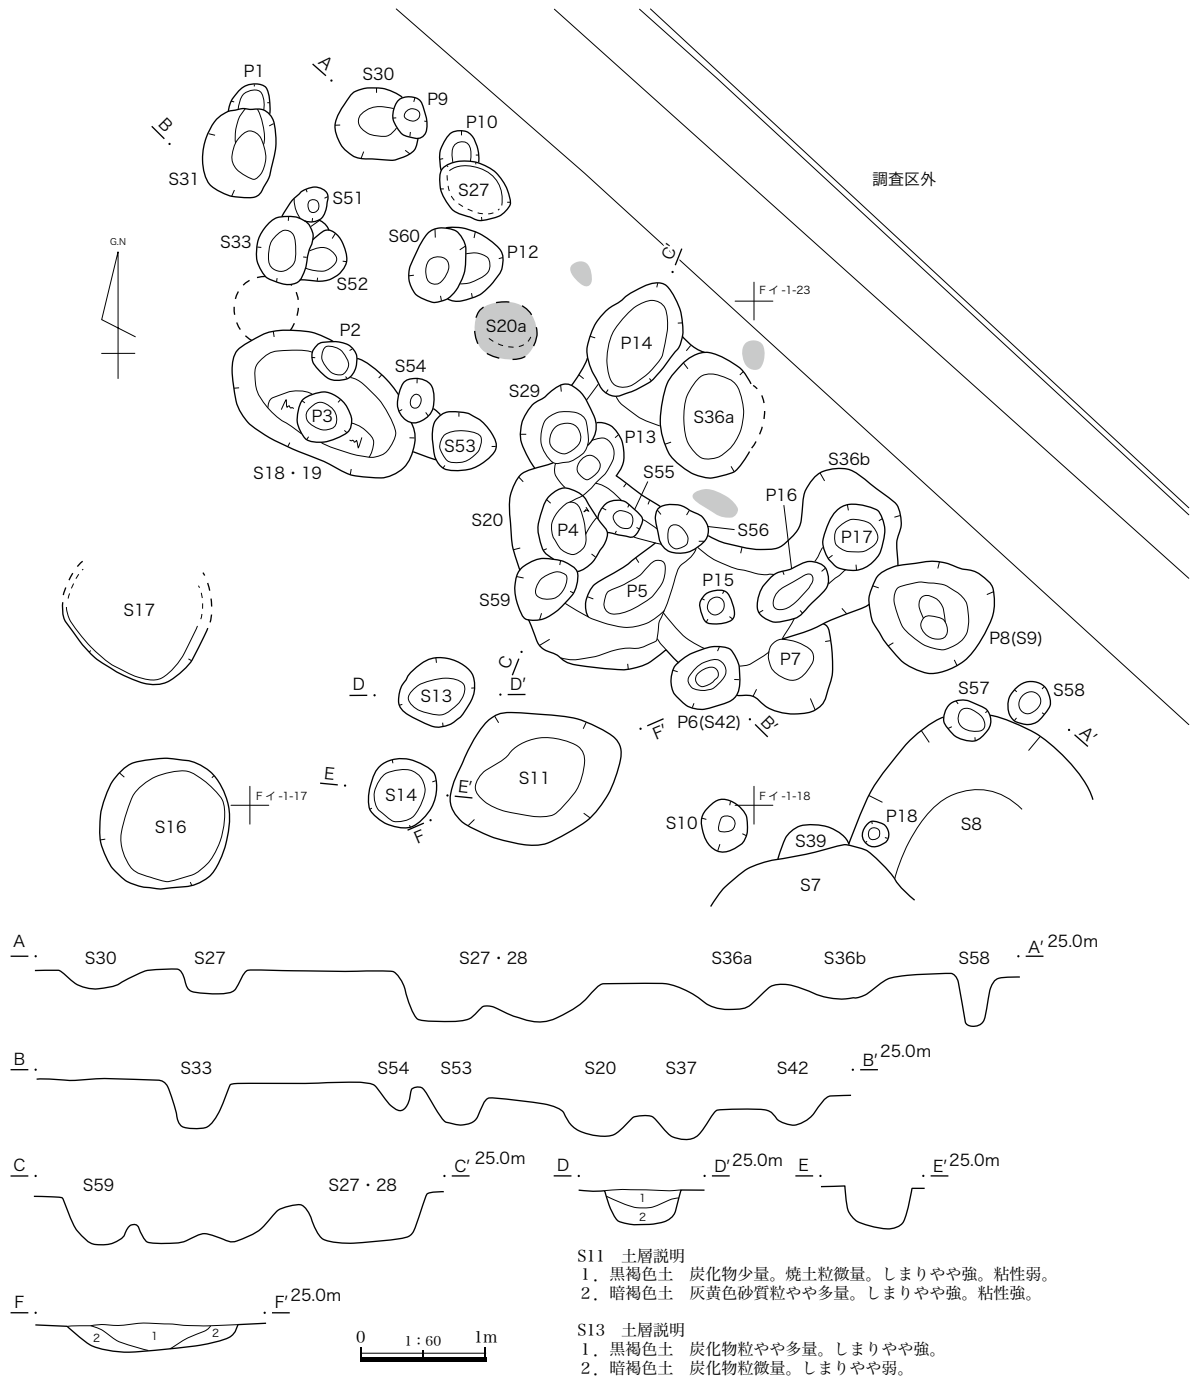 P1
A
S30
P9
P10
B
S31
S27
調査区外
S51
S33
S60
P12
S52
G.N
C'
Fイ-1-23
S20a
P2
P14
S54
S29
S36a
P3
P13
S53
S36b
S18・19
S55
P16
S20
P4
S56
P17
P15
P5
S59
S17
P8(S9)
P7
C
D
S13
D'
S57
S58
F'
P6(S42)
B'
A'
E
S14
E'
S11
Fイ-1-17
Fイ-1-18
S16
S10
P18
S8
F
S39
S7
A
S30
S27
S27・28
S36a
S36b
S58
A' 25.0m
B
S33
S54
S53
S20
S37
S42
B' 25.0m
C
S59
S27・28
C' 25.0m
D
D' 25.0m
1
2
E
E' 25.0m
F
F' 25.0m
2
1
2
0
1:60
1m
S11 土層説明
1．黒褐色土 炭化物少量。焼土粒微量。しまりやや強。粘性弱。
2．暗褐色土 灰黄色砂質粒やや多量。しまりやや強。粘性強。
S13 土層説明
1．黒褐色土 炭化物粒やや多量。しまりやや強。
2．暗褐色土 炭化物粒微量。しまりやや弱。